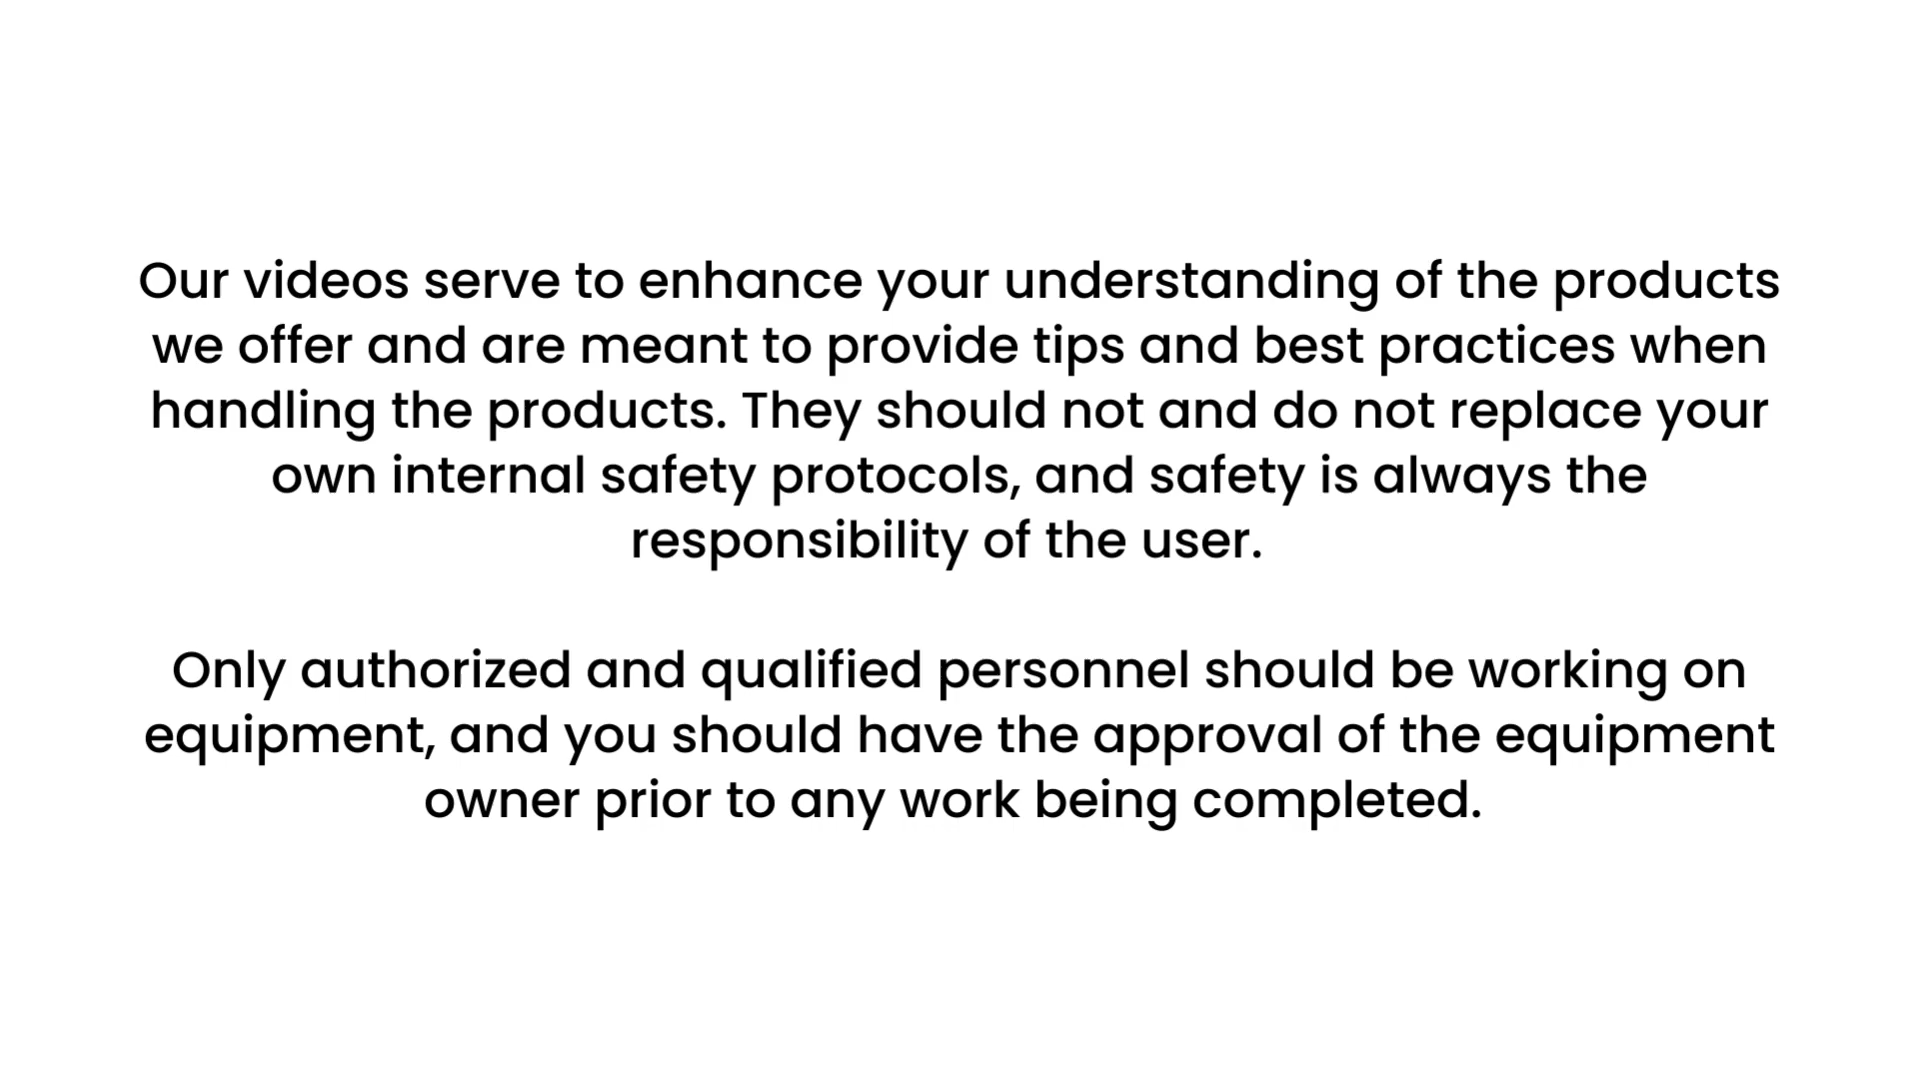 Our videos serve to enhance your understanding of the products
we offer and are meant to provide tips and best practices when
handling the products. They should not and do not replace your
own internal safety protocols, and safety is always the
responsibility of the user.
Only authorized and qualified personnel should be working on
equipment, and you should have the approval of the equipment
owner prior to any work being completed.